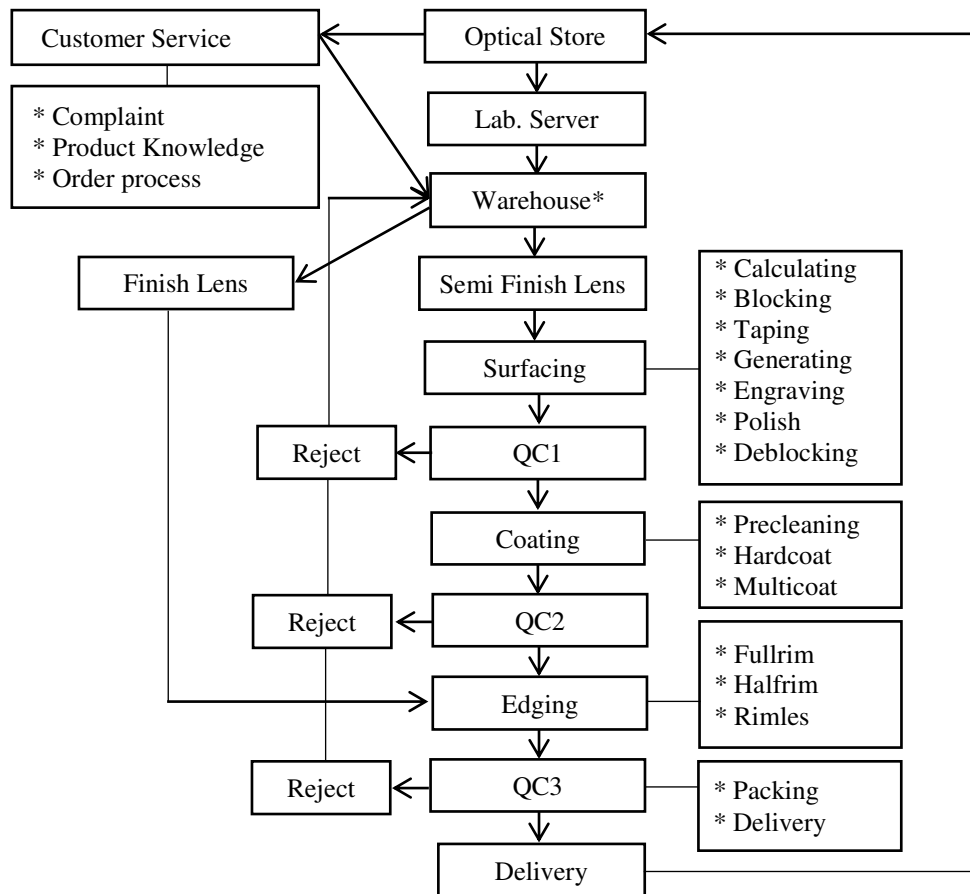 Customer Service
Optical Store
* Complaint
* Product Knowledge
* Order process
Lab. Server
Warehouse*
Finish Lens
Semi Finish Lens
* Calculating
* Blocking
* Taping
* Generating
* Engraving
* Polish
* Deblocking
Surfacing
Reject
QC1
Coating
* Precleaning
* Hardcoat
* Multicoat
Reject
QC2
* Fullrim
* Halfrim
* Rimles
Edging
Reject
QC3
* Packing
* Delivery
Delivery